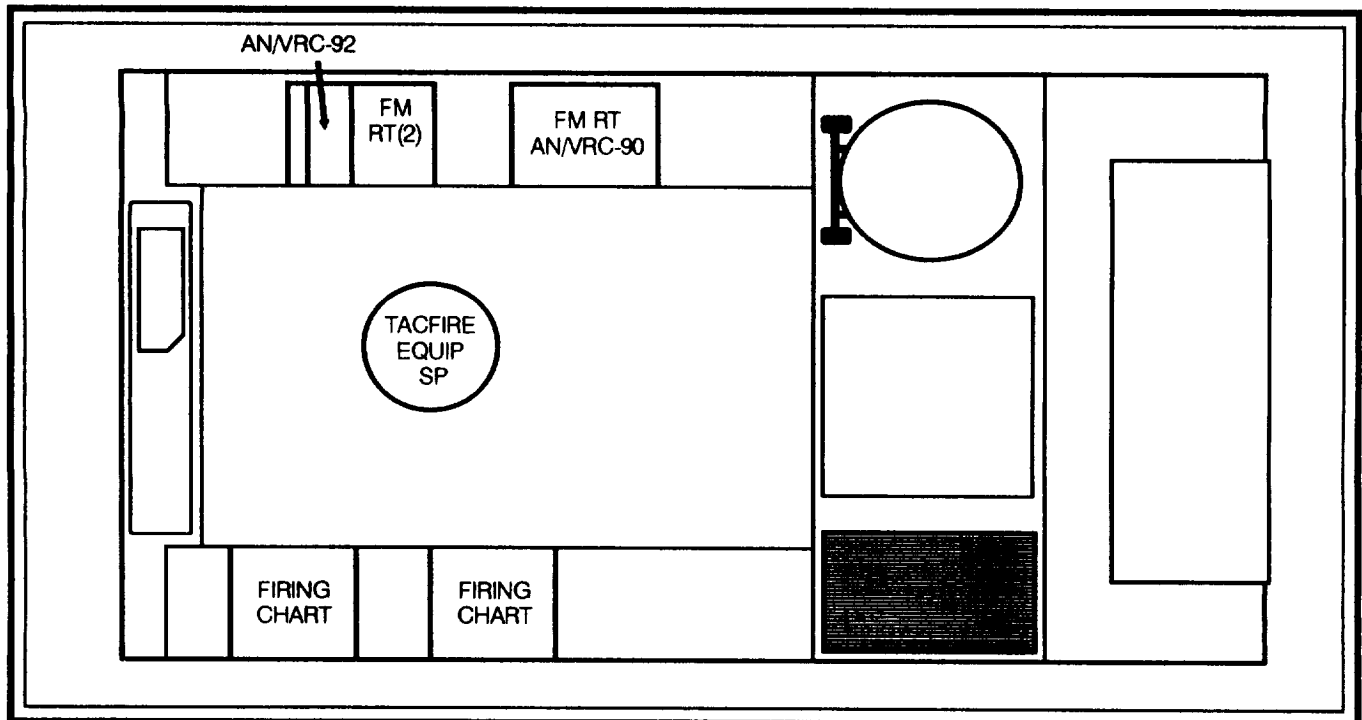 AN/VRC-92
FM
RT(2)
FM RT
AN/VRC-90
TACFIRE
EQUIP
SP
FIRING
CHART
FIRING
CHART